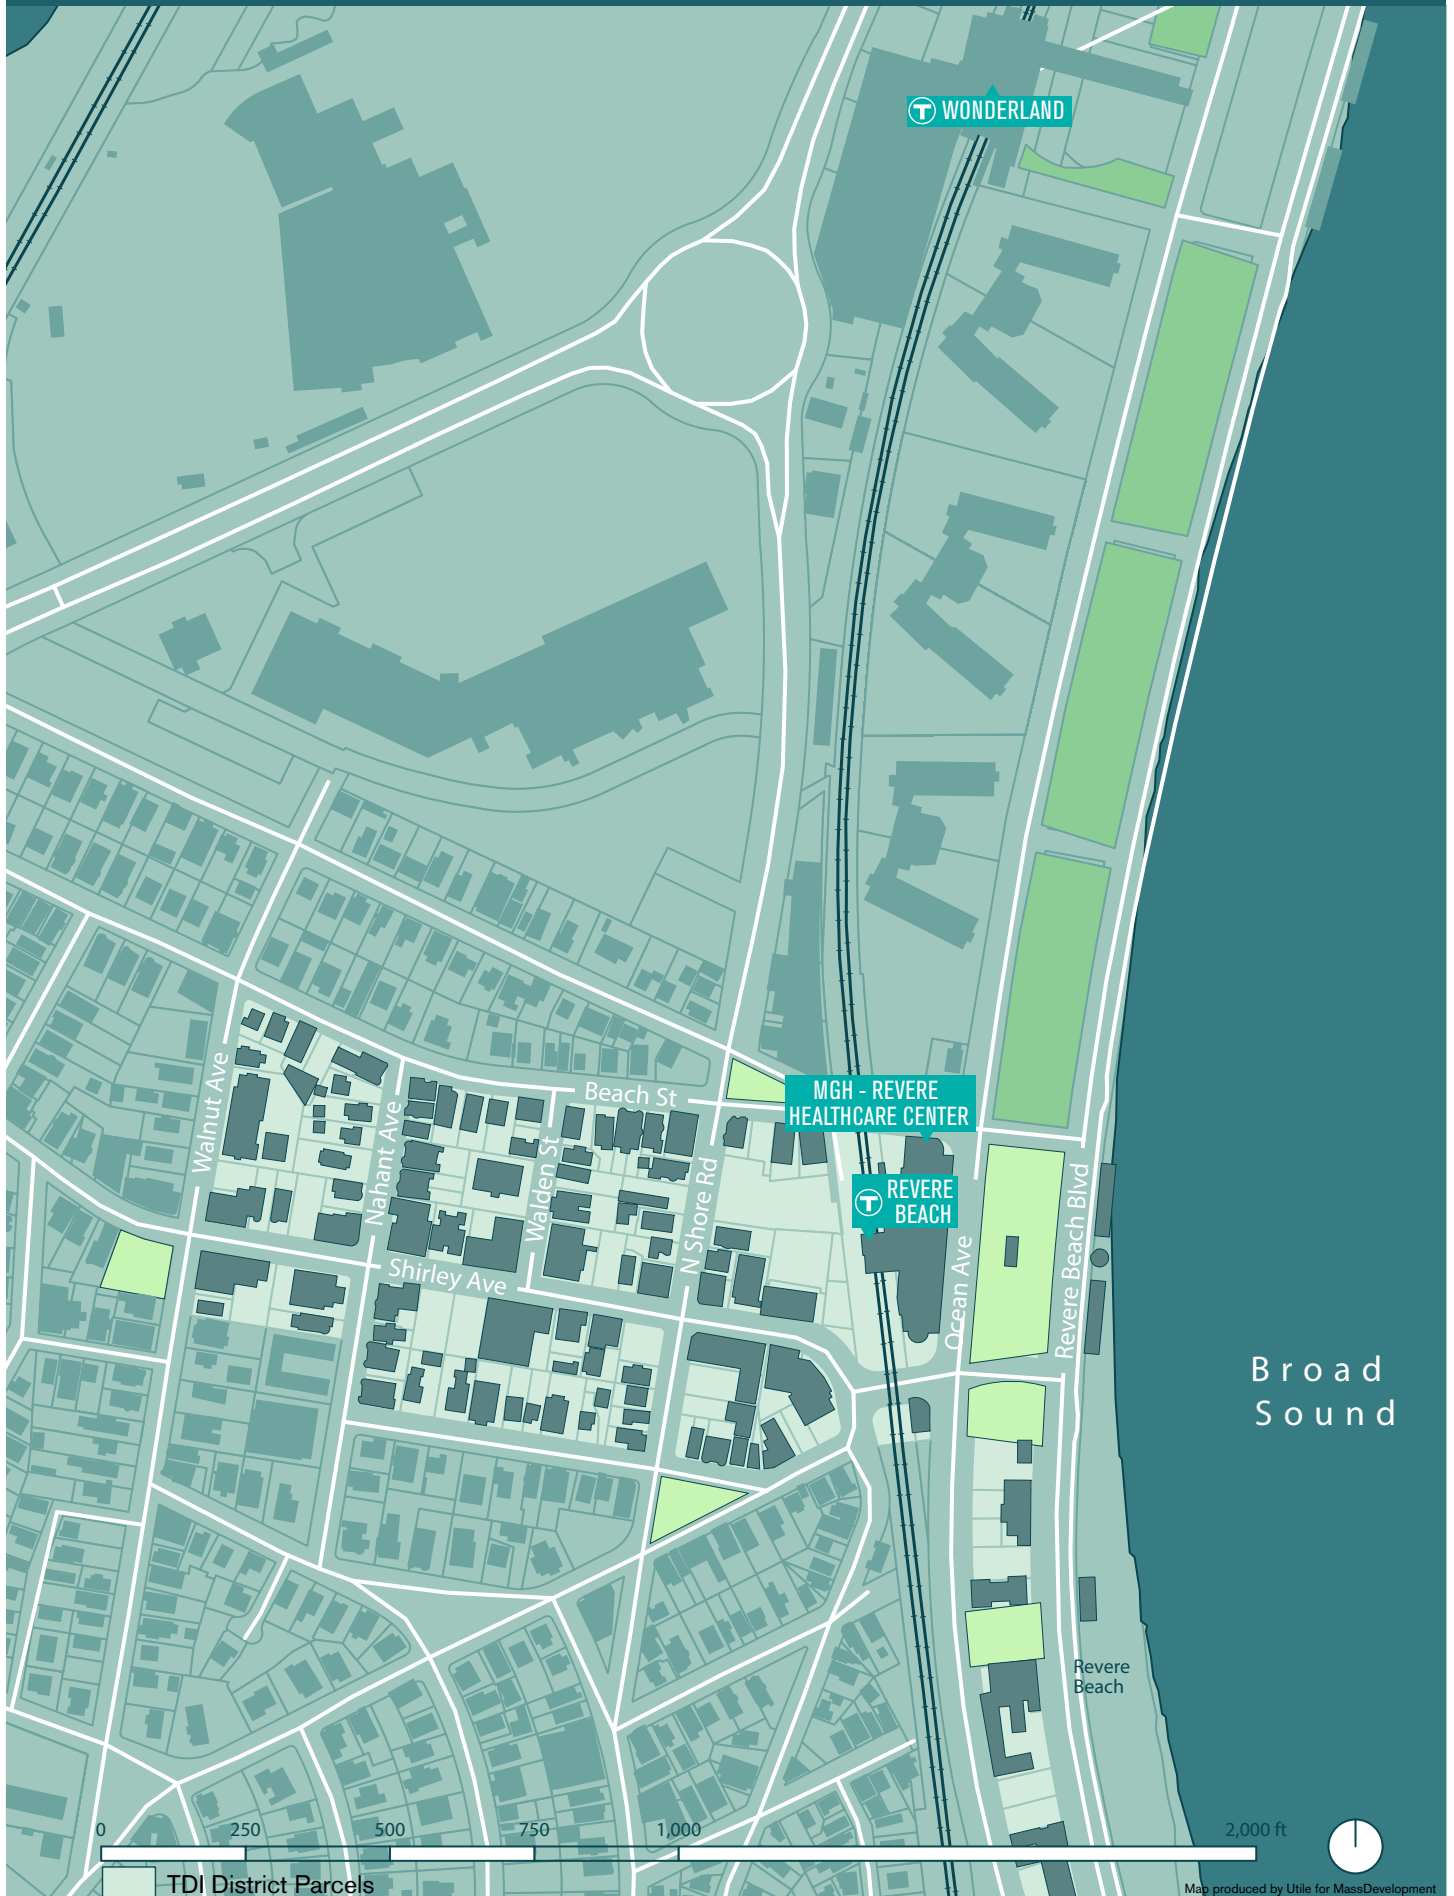 T WONDERLAND
Beach St
MGH - REVERE
HEALTHCARE CENTER
Walnut Ave
Nahant Ave
Walden St
N Shore Rd
T REVERE
BEACH
Shirley Ave
Ocean Ave
Revere Beach Blvd
Broad
Sound
Revere
Beach
0 250 500 750 1,000 2,000 ft
TDI District Parcels
Map produced by Utile for MassDevelopment